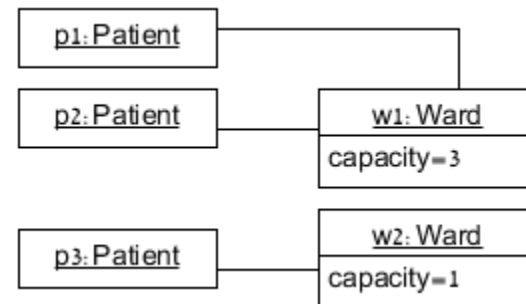 p1: Patient
p2: Patient
w1: Ward
capacity=3
p3: Patient
w2: Ward
capacity=1